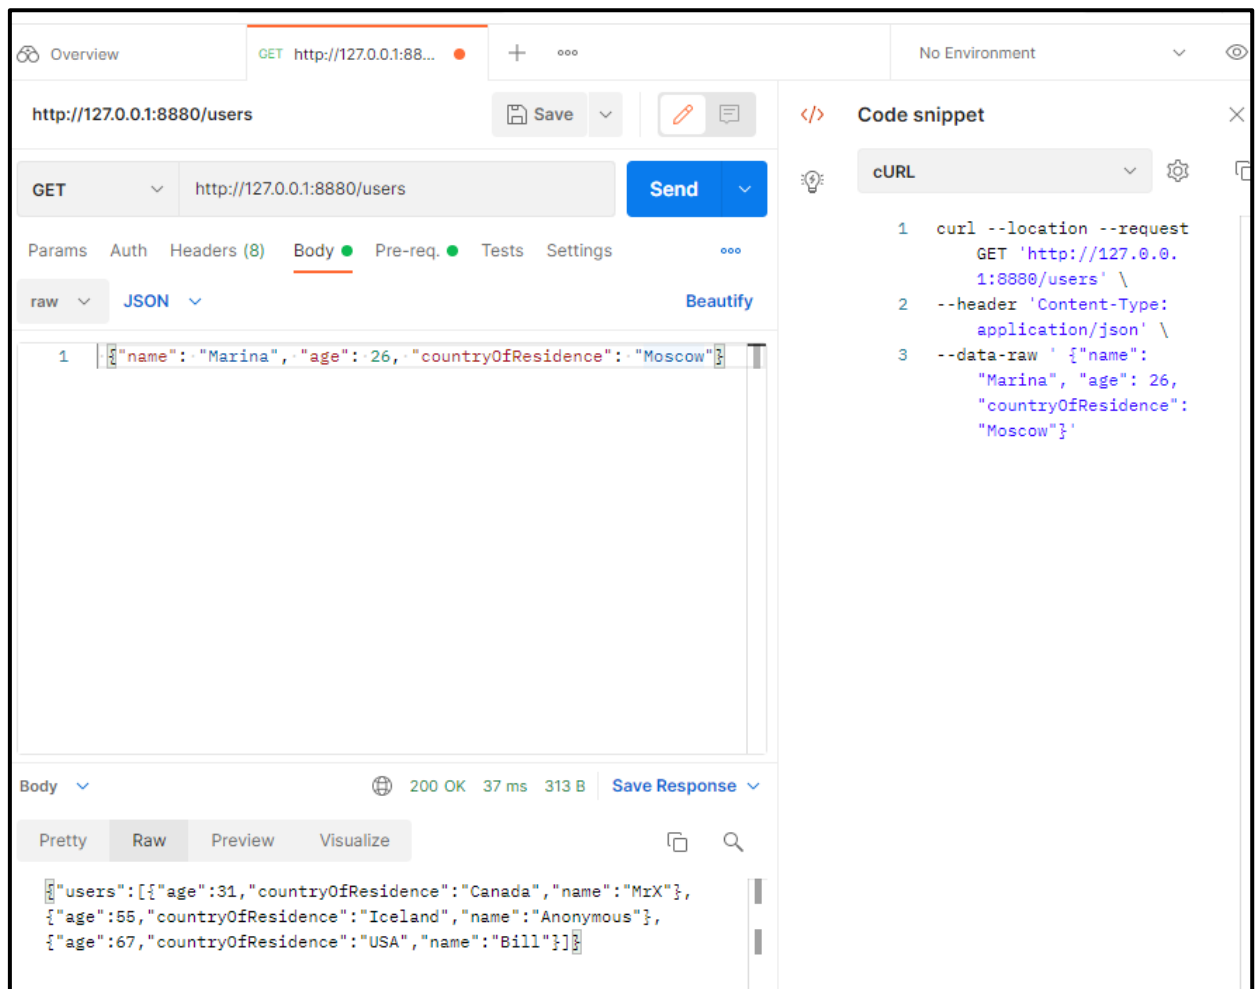 Overview
GET http://127.0.0.1:88...
No Environment
http://127.0.0.1:8880/users
Save
Code snippet
GET
http://127.0.0.1:8880/users
Send
cURL
Params Auth Headers (8) Body Pre-req. Tests Settings
raw JSON Beautify
1 {"name": "Marina", "age": 26, "countryOfResidence": "Moscow"}
1 curl --location --request
GET 'http://127.0.0.
1:8880/users' \
2 --header 'Content-Type:
application/json' \
3 --data-raw ' {"name":
"Marina", "age": 26,
"countryOfResidence":
"Moscow"}'
Body 200 OK 37 ms 313 B Save Response
Pretty Raw Preview Visualize
{"users":[{"age":31,"countryOfResidence":"Canada","name":"MrX"},
{"age":55,"countryOfResidence":"Iceland","name":"Anonymous"},
{"age":67,"countryOfResidence":"USA","name":"Bill"}]}